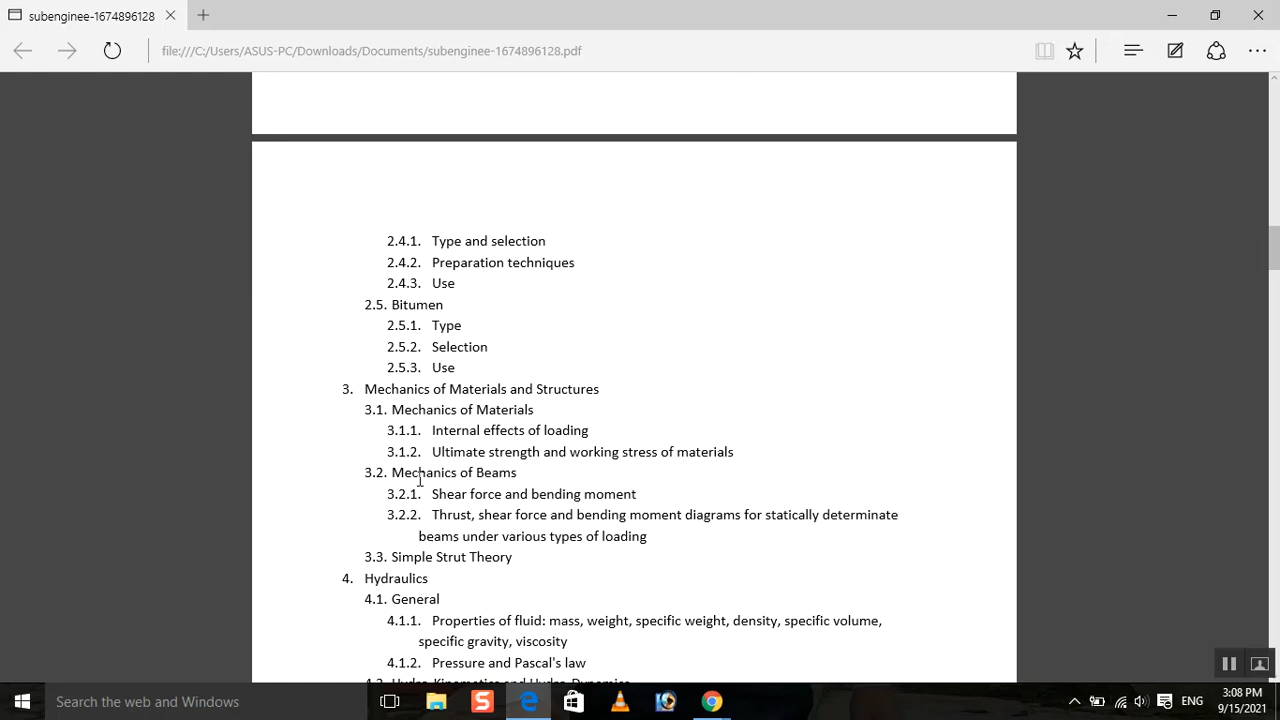 subenginee-1674896128
file:///C:/Users/ASUS-PC/Downloads/Documents/subenginee-1674896128.pdf
2.4.1. Type and selection
2.4.2. Preparation techniques
2.4.3. Use
2.5. Bitumen
2.5.1. Type
2.5.2. Selection
2.5.3. Use
3. Mechanics of Materials and Structures
3.1. Mechanics of Materials
3.1.1. Internal effects of loading
3.1.2. Ultimate strength and working stress of materials
3.2. Mechanics of Beams
3.2.1. Shear force and bending moment
3.2.2. Thrust, shear force and bending moment diagrams for statically determinate
beams under various types of loading
3.3. Simple Strut Theory
4. Hydraulics
4.1. General
4.1.1. Properties of fluid: mass, weight, specific weight, density, specific volume,
specific gravity, viscosity
4.1.2. Pressure and Pascal's law
4.2. Hydro-Kinematics and Hydro-Dynamics
Search the web and Windows
ENG
3:08 PM
9/15/2021